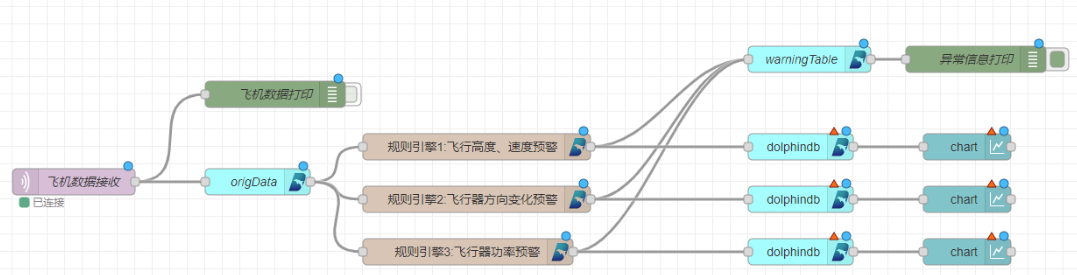 warningTable
异常信息打印
飞机数据打印
规则引擎1:飞行高度、速度预警
dolphindb
chart
飞机数据接收
已连接
origData
规则引擎2:飞行器方向变化预警
dolphindb
chart
规则引擎3:飞行器功率预警
dolphindb
chart